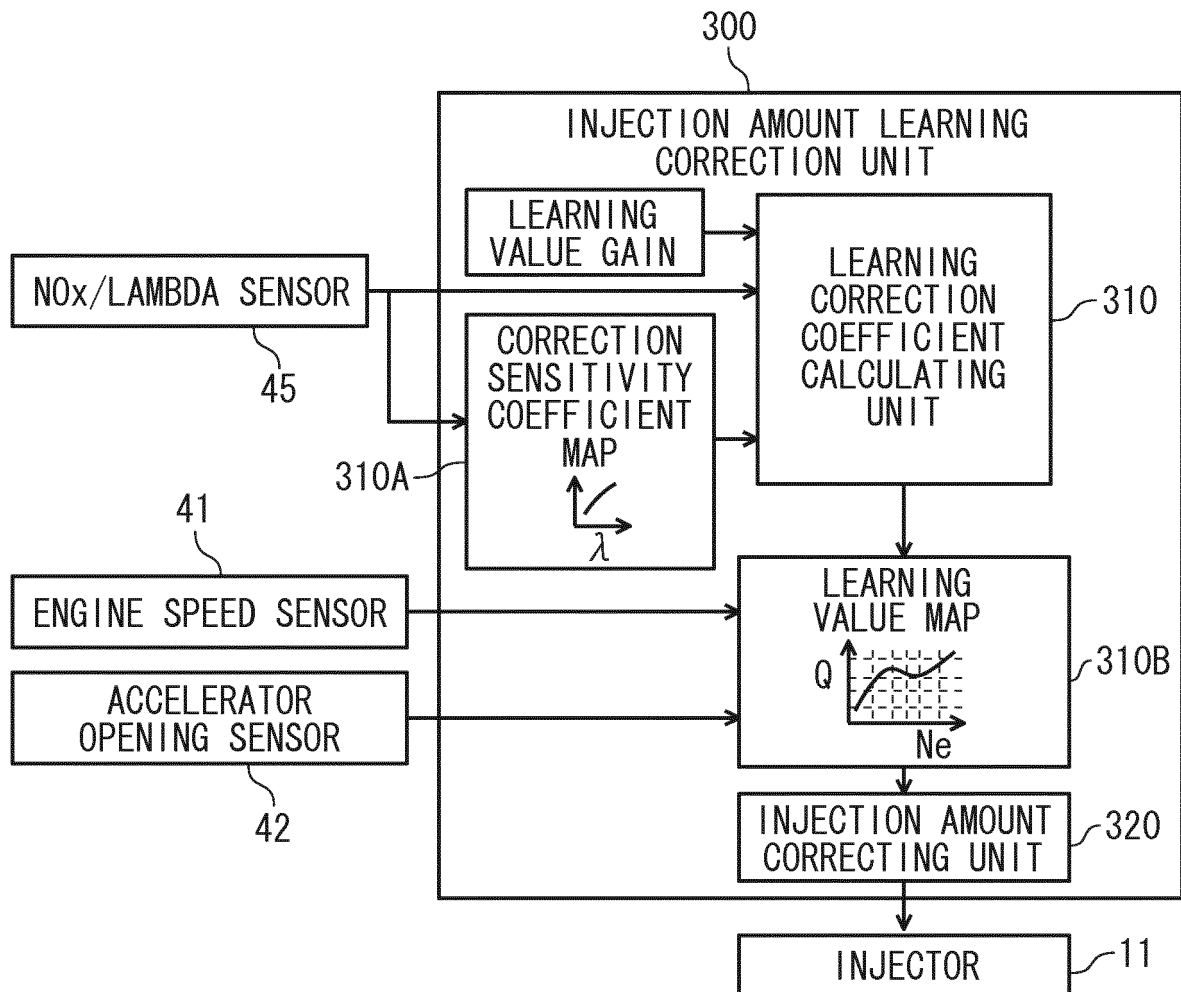 300
INJECTION AMOUNT LEARNING
CORRECTION UNIT
LEARNING
VALUE GAIN
LEARNING
CORRECTION
COEFFICIENT
CALCULATING
UNIT
310
NOx/LAMBDA SENSOR
45
CORRECTION
SENSITIVITY
COEFFICIENT
MAP
λ
310A
41
ENGINE SPEED SENSOR
ACCELERATOR
OPENING SENSOR
42
LEARNING
VALUE MAP
Q
Ne
310B
INJECTION AMOUNT
CORRECTING UNIT
320
INJECTOR
11